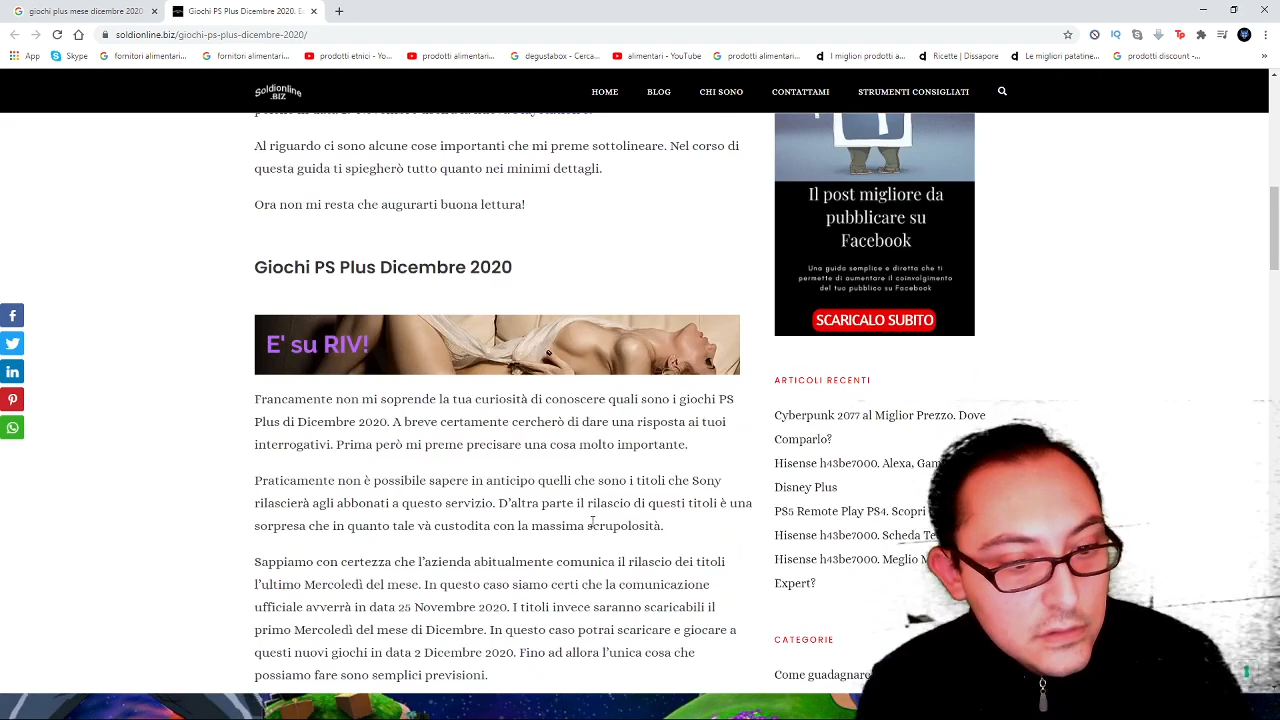 giochi plus mese dicembre 2020
Giochi PS Plus Dicembre 2020. E
soldionline.biz/giochi-ps-plus-dicembre-2020/
App
Skype
fornitori alimentari...
fornitori alimentari...
prodotti etnici - Yo...
prodotti alimentari...
degustabox - Cerca...
alimentari - YouTube
prodotti alimentari...
I migliori prodotti a...
Ricette | Dissapore
Le migliori patatine...
prodotti discount -...
Soldionline
.BIZ
HOME
BLOG
CHI SONO
CONTATTAMI
STRUMENTI CONSIGLIATI
Al riguardo ci sono alcune cose importanti che mi preme sottolineare. Nel corso di
questa guida ti spiegherò tutto quanto nei minimi dettagli.
Ora non mi resta che augurarti buona lettura!
Giochi PS Plus Dicembre 2020
E' su RIV!
Francamente non mi sorprende la tua curiosità di conoscere quali sono i giochi PS
Plus di Dicembre 2020. A breve certamente cercherò di dare una risposta ai tuoi
interrogativi. Prima però mi preme precisare una cosa molto importante.
Praticamente non è possibile sapere in anticipo quelli che sono i titoli che Sony
rilascierà agli abbonati a questo servizio. D'altra parte il rilascio di questi titoli è una
sorpresa che in quanto tale và custodita con la massima scrupolosità.
Sappiamo con certezza che l'azienda abitualmente comunica il rilascio dei titoli
l'ultimo Mercoledì del mese. In questo caso siamo certi che la comunicazione
ufficiale avverrà in data 25 Novembre 2020. I titoli invece saranno scaricabili il
primo Mercoledì del mese di Dicembre. In questo caso potrai scaricare e giocare a
questi nuovi giochi in data 2 Dicembre 2020. Fino ad allora l'unica cosa che
possiamo fare sono semplici previsioni.
Il post migliore da
pubblicare su
Facebook
Una guida semplice e diretta che ti
permette di aumentare il coinvolgimento
del tuo pubblico su Facebook
SCARICALO SUBITO
ARTICOLI RECENTI
Cyberpunk 2077 al Miglior Prezzo. Dove
Comparlo?
Hisense h43be7000. Alexa, Gam
Disney Plus
PS5 Remote Play PS4. Scopri
Hisense h43be7000. Scheda Te
Hisense h43be7000. Meglio M
Expert?
CATEGORIE
Come guadagnare